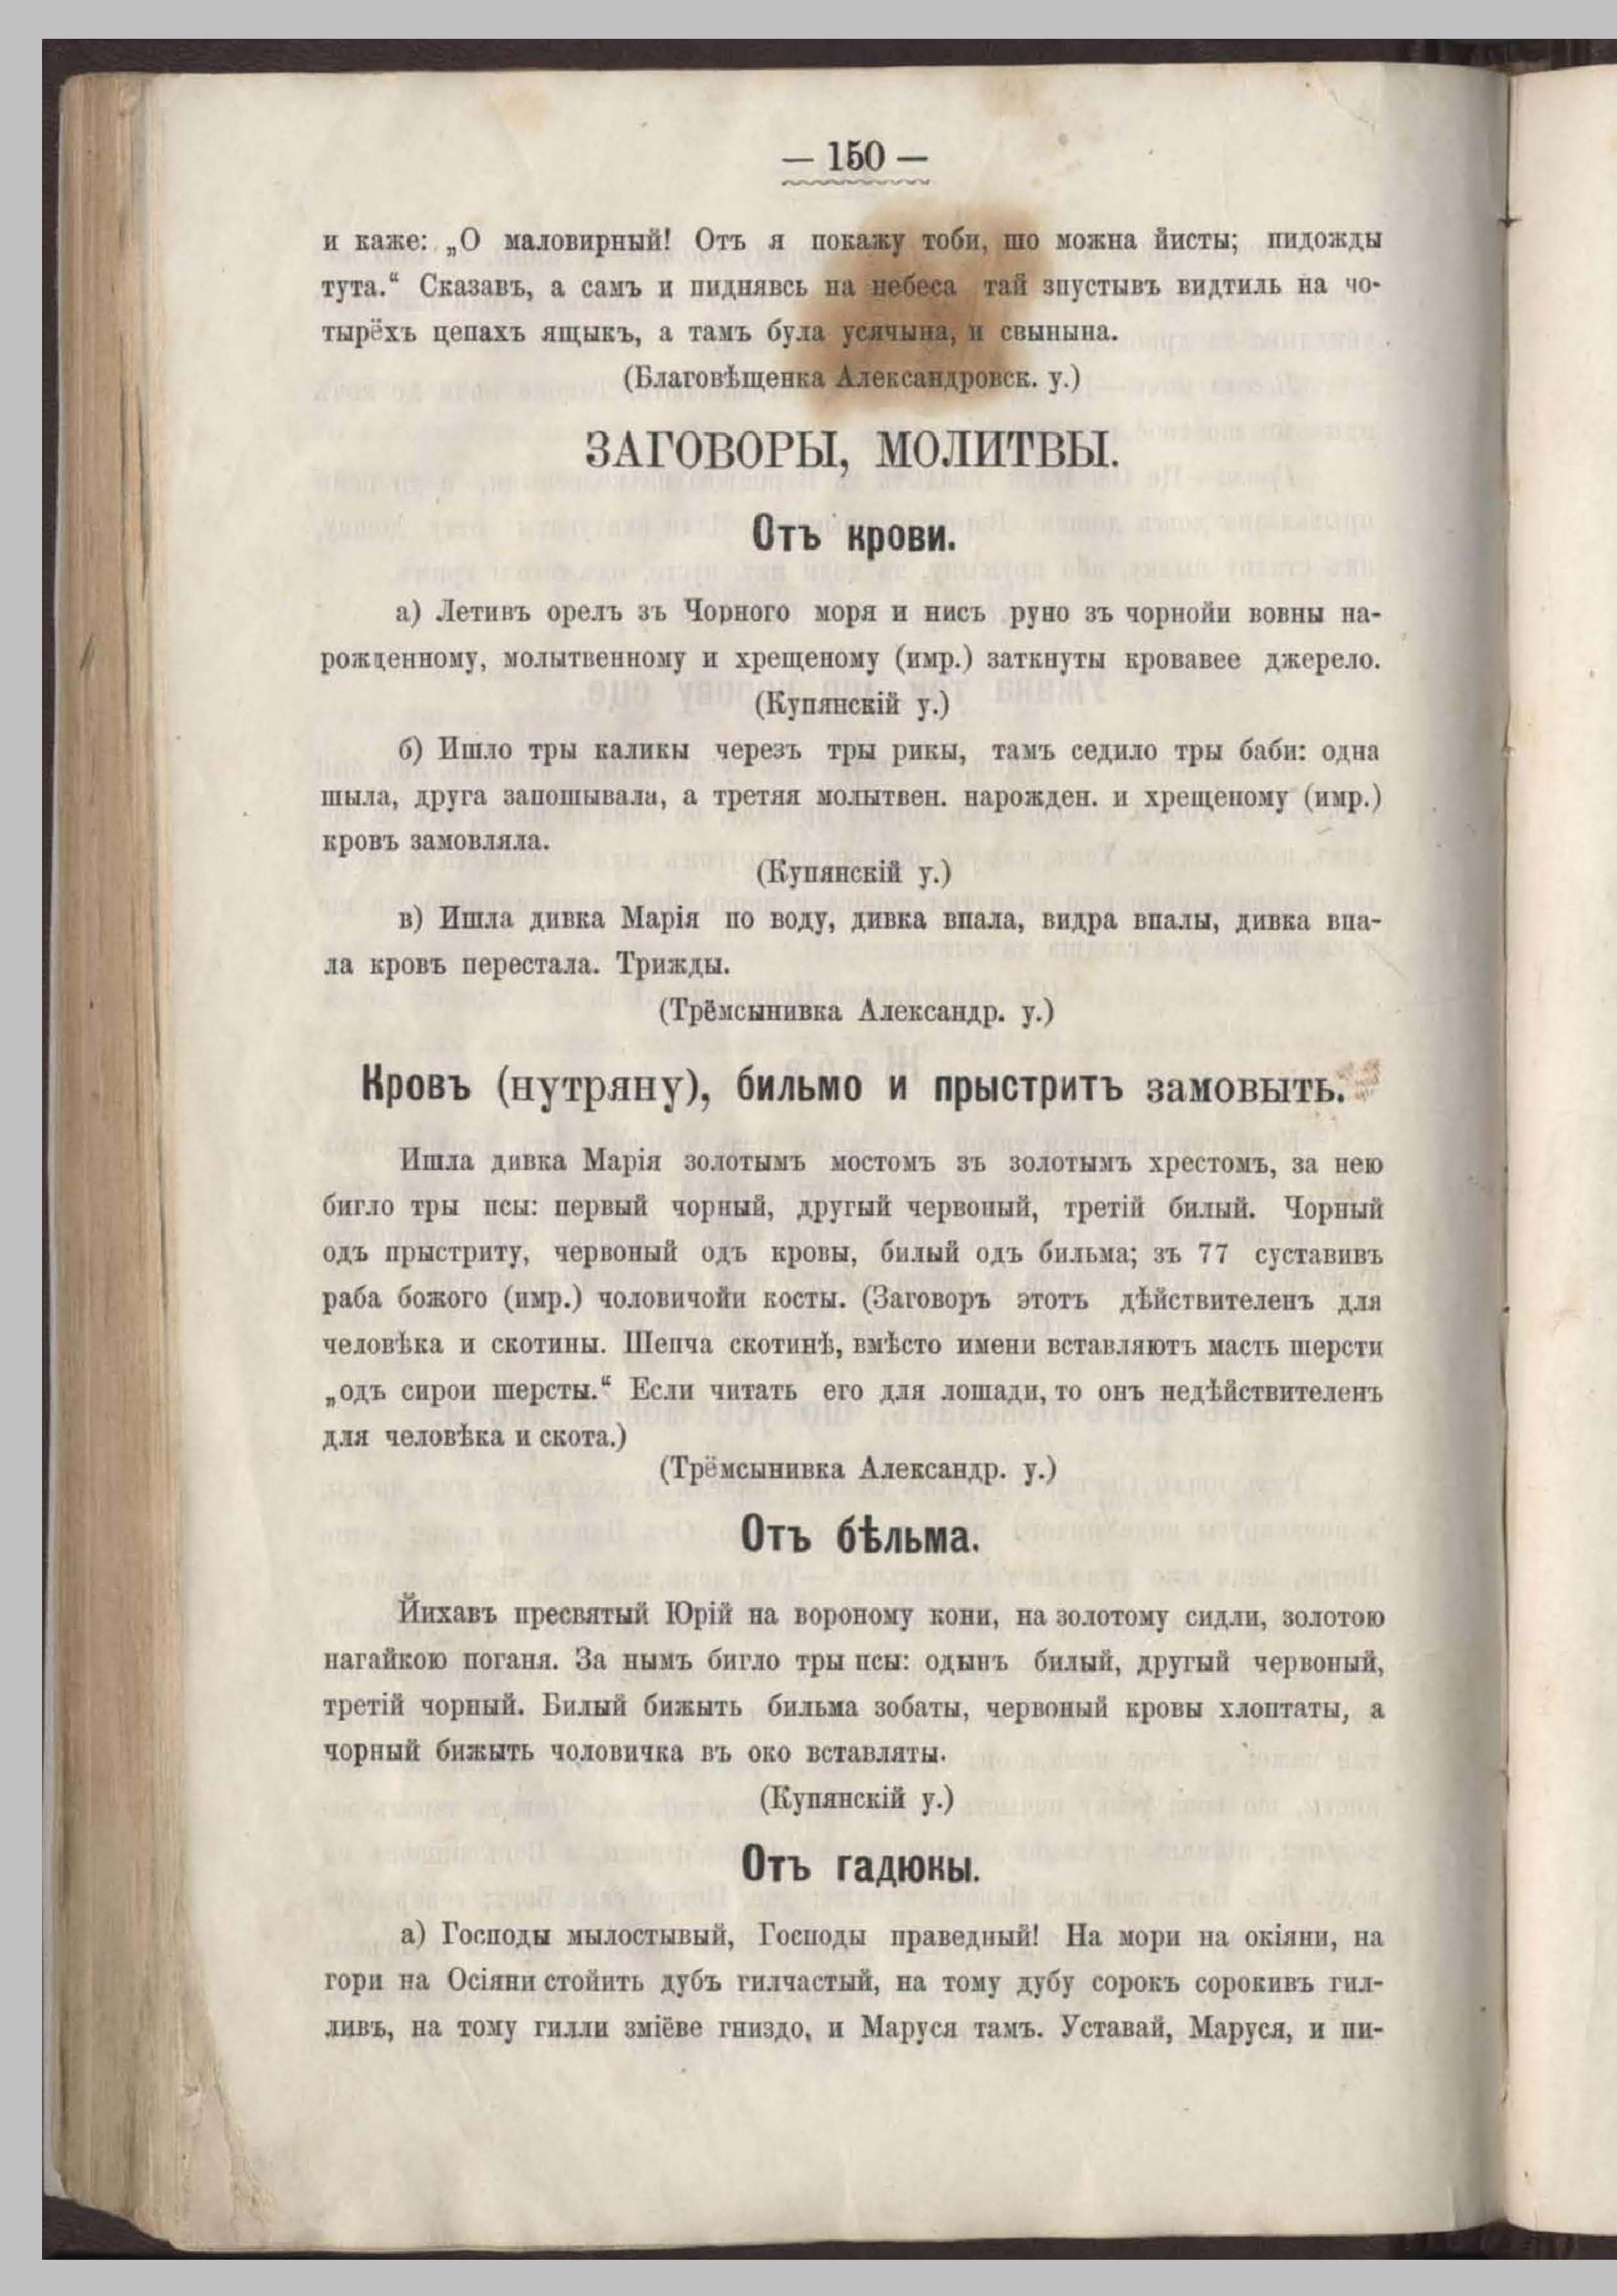 — 150 —
и каже: „О маловирный! Отъ я покажу тоби, шо можна йисты; пидожды
тута.“ Сказавъ, а самъ и пиднявсь на небеса тай зпустывъ видтиль на чо-
тырёхъ цепахъ ящыкъ, а тамъ була усячына, и свынына.
(Благовѣщенка Александровск. у.)
ЗАГОВОРЫ, МОЛИТВЫ.
Отъ крови.
а) Летивъ орелъ зъ Чорного моря и нисъ руно зъ чорнойи вовны на-
рожденному, молытвенному и хрещеному (имр.) заткнуты кровавее джерело.
(Купянскій у.)
б) Ишло тры каликы черезъ тры рикы, тамъ седило тры баби: одна
шыла, друга запошывала, а третяя молытвен. нарожден. и хрещеному (имр.)
кровъ замовляла.
(Купянскій у.)
в) Ишла дивка Марія по воду, дивка впала, видра впалы, дивка впа-
ла кровъ перестала. Трижды.
(Трёмсынивка Александр. у.)
Кровъ (нутряну), бильмо и прыстритъ замовыть.
Ишла дивка Марія золотымъ мостомъ зъ золотымъ хрестомъ, за нею
бигло тры псы: первый чорный, другый червоный, третій билый. Чорный
одъ прыстриту, червоный одъ кровы, билый одъ бильма; зъ 77 суставивъ
раба божого (имр.) чоловичойи косты. (Заговоръ этотъ дѣйствителенъ для
человѣка и скотины. Шепча скотинѣ, вмѣсто имени вставляютъ масть шерсти
„одъ сирои шерсты.“ Если читать его для лошади, то онъ недѣйствителенъ
для человѣка и скота.)
(Трёмсынивка Александр. у.)
Отъ бѣльма.
Йихавъ пресвятый Юрій на вороному кони, на золотому сидли, золотою
нагайкою поганя. За нымъ бигло тры псы: одынъ билый, другый червоный,
третій чорный. Билый бижыть бильма зобаты, червоный кровы хлоптаты, а
чорный бижыть чоловичка въ око вставляты.
(Купянскій у.)
Отъ гадюкы.
а) Господы мылостывый, Господы праведный! На мори на окіяни, на
гори на Осіяни стойить дубъ гилчастый, на тому дубу сорокъ сорокивъ гил-
ливъ, на тому гилли зміёве гниздо, и Маруся тамъ. Уставай, Маруся, и пи-